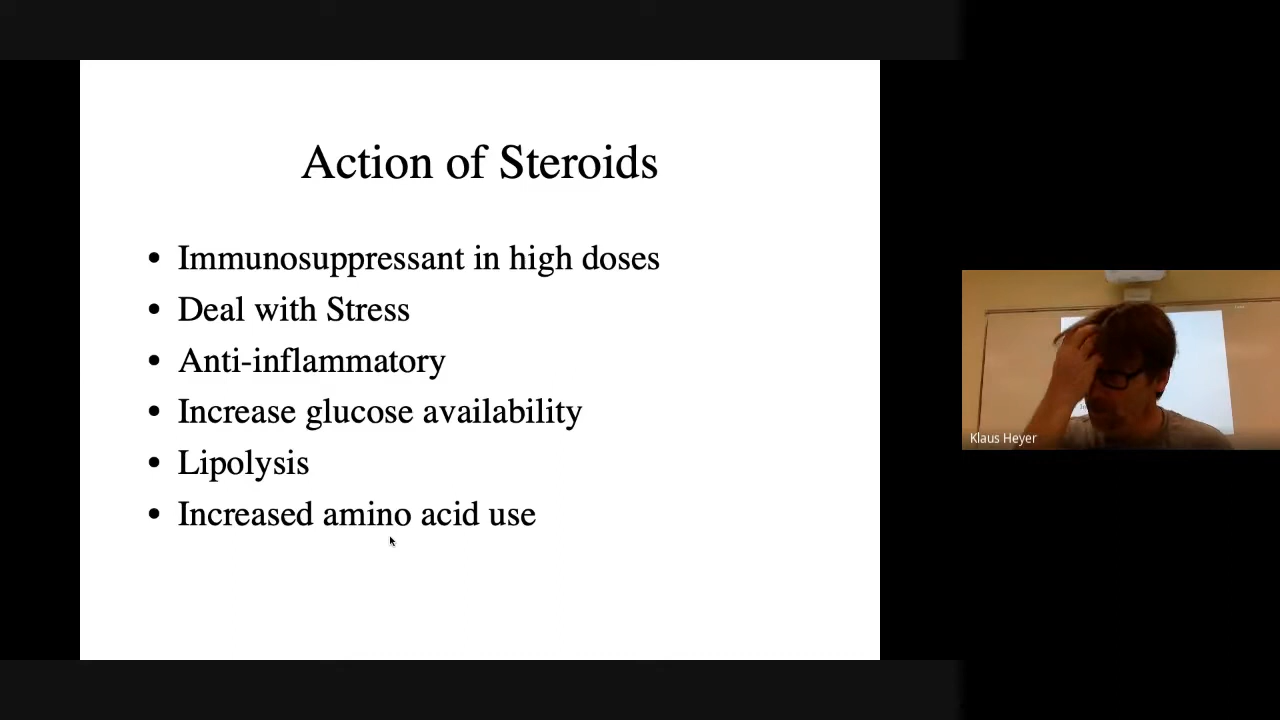 Action of Steroids
• Immunosuppressant in high doses
• Deal with Stress
• Anti-inflammatory
• Increase glucose availability
• Lipolysis
• Increased amino acid use
Klaus Heyer